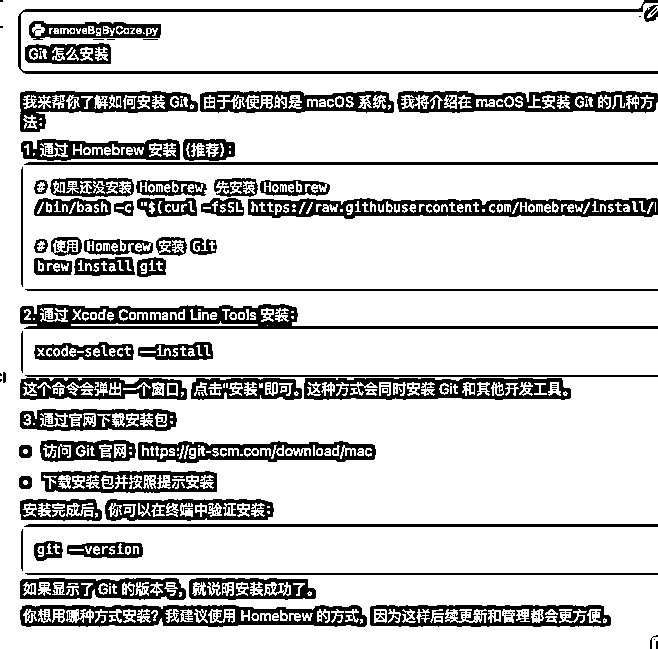 removeBgByCoze.py
Git 怎么安装
我来帮你了解如何安装 Git。由于你使用的是 macOS 系统，我将介绍在 macOS 上安装 Git 的几种方
法：
1. 通过 Homebrew 安装（推荐）：
# 如果还没安装 Homebrew，先安装 Homebrew
/bin/bash -c "$(curl -fsSL https://raw.githubusercontent.com/Homebrew/install/
# 使用 Homebrew 安装 Git
brew install git
2. 通过 Xcode Command Line Tools 安装：
xcode-select --install
这个命令会弹出一个窗口，点击"安装"即可。这种方式会同时安装 Git 和其他开发工具。
3. 通过官网下载安装包：
• 访问 Git 官网：https://git-scm.com/download/mac
• 下载安装包并按照提示安装
安装完成后，你可以在终端中验证安装：
git --version
如果显示了 Git 的版本号，就说明安装成功了。
你想用哪种方式安装？我建议使用 Homebrew 的方式，因为这样后续更新和管理都会更方便。